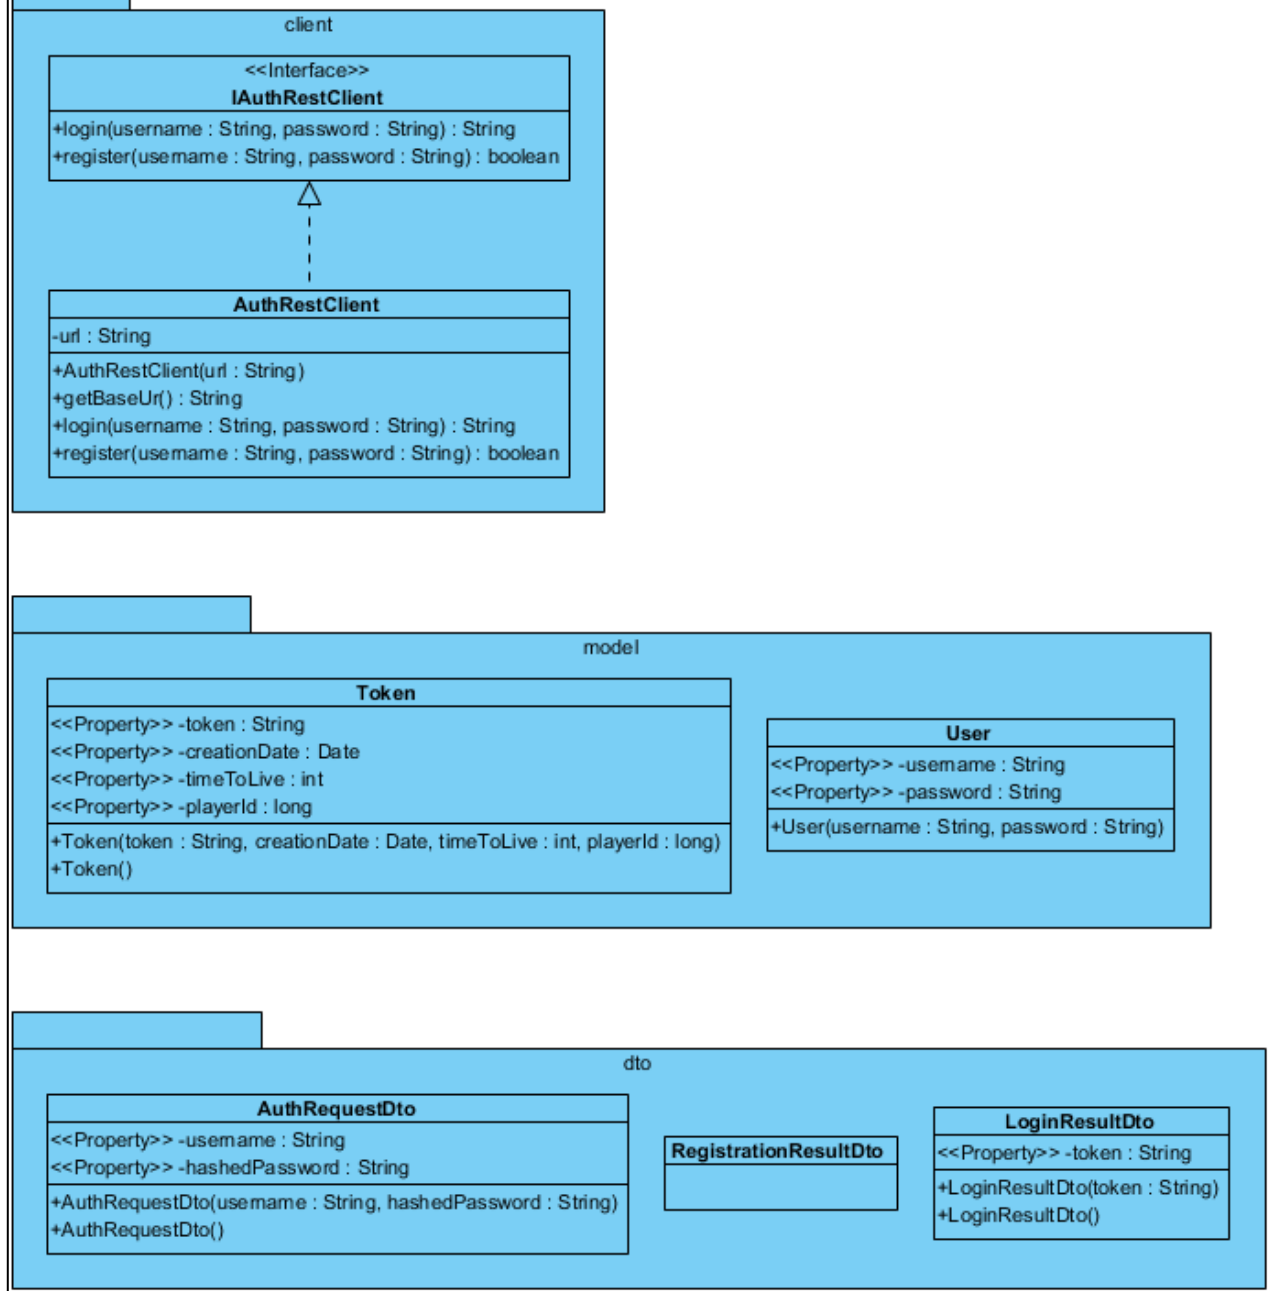 client
<<Interface>>
IAuthRestClient
+login(username : String, password : String) : String
+register(username : String, password : String) : boolean
AuthRestClient
-url : String
+AuthRestClient(url : String)
+getBaseUr() : String
+login(username : String, password : String) : String
+register(username : String, password : String) : boolean
model
Token
<<Property>> -token : String
<<Property>> -creationDate : Date
<<Property>> -timeToLive : int
<<Property>> -playerId : long
+Token(token : String, creationDate : Date, timeToLive : int, playerId : long)
+Token()
User
<<Property>> -username : String
<<Property>> -password : String
+User(username : String, password : String)
dto
AuthRequestDto
<<Property>> -username : String
<<Property>> -hashedPassword : String
+AuthRequestDto(username : String, hashedPassword : String)
+AuthRequestDto()
RegistrationResultDto
LoginResultDto
<<Property>> -token : String
+LoginResultDto(token : String)
+LoginResultDto()